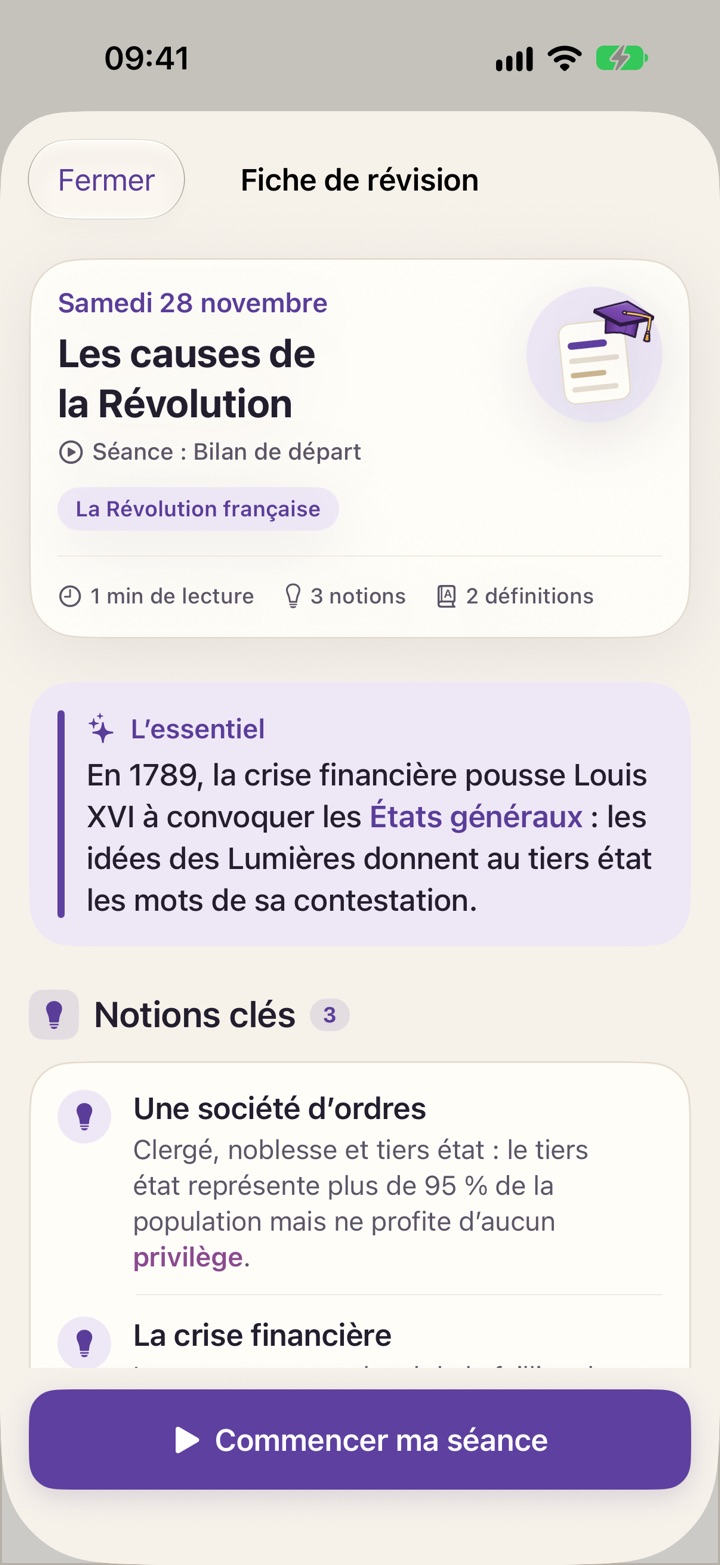 09:41
Fermer
Fiche de révision
Samedi 28 novembre
Les causes de
la Révolution
Séance : Bilan de départ
La Révolution française
1 min de lecture
3 notions
A
2 définitions
L’essentiel
En 1789, la crise financière pousse Louis
XVI à convoquer les États généraux : les
idées des Lumières donnent au tiers état
les mots de sa contestation.
Notions clés 3
Une société d’ordres
Clergé, noblesse et tiers état : le tiers
état représente plus de 95 % de la
population mais ne profite d’aucun
privilège.
La crise financière
Commencer ma séance